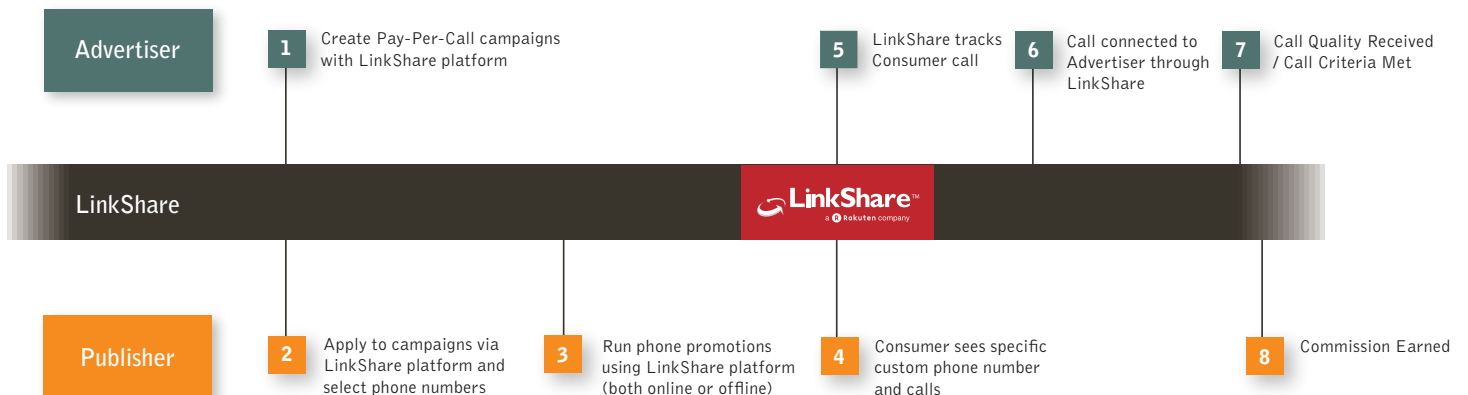 Advertiser
1
Create Pay-Per-Call campaigns
with LinkShare platform
5
LinkShare tracks
Consumer call
6
Call connected to
Advertiser through
LinkShare
7
Call Quality Received
/ Call Criteria Met
LinkShare
LinkShare™
a R Rakuten company
Publisher
2
Apply to campaigns via
LinkShare platform and
select phone numbers
3
Run phone promotions
using LinkShare platform
(both online or offline)
4
Consumer sees specific
custom phone number
and calls
8
Commission Earned